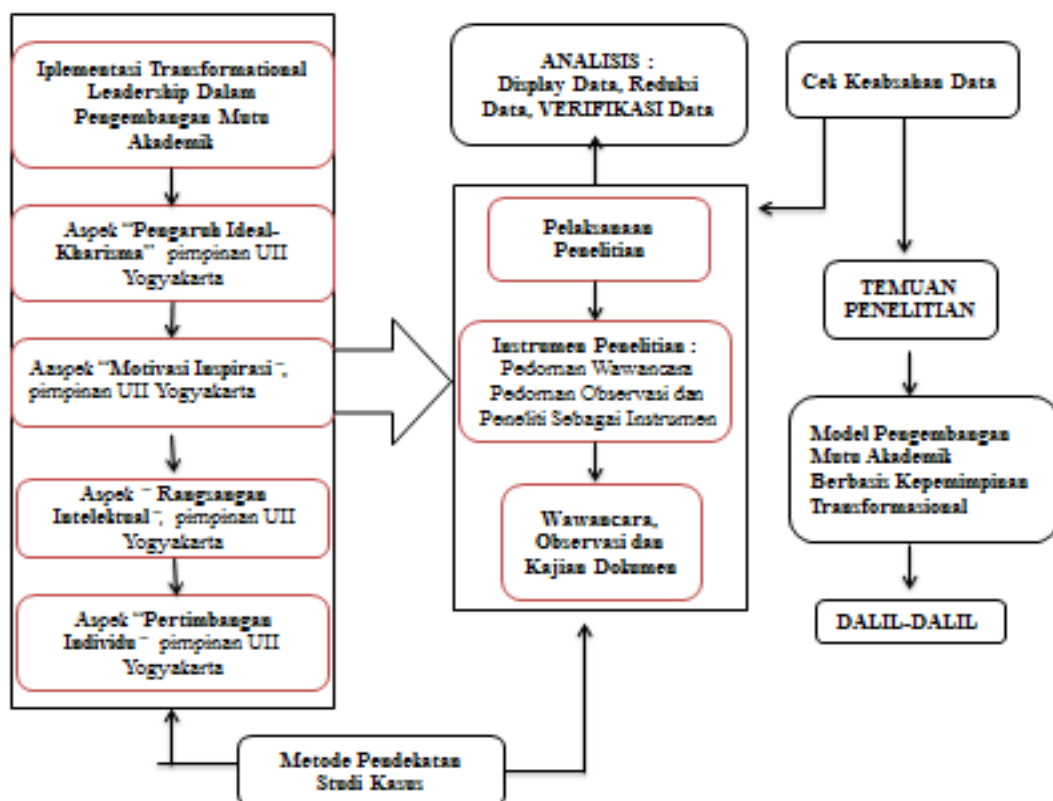 Iplementasi Transformational
Leadership Dalam
Pengembangan Mutu
Akademik
Aspek “Pengaruh Ideal-
Kharisma” pimpinan UII
Yogyakarta
Aaspek “Motivasi Inspirasi”,
pimpinan UII Yogyakarta
Aspek “ Rangsangan
Intelektual”, pimpinan UII
Yogyakarta
Aspek “Pertimbangan
Individu” pimpinan UII
Yogyakarta
Metode Pendekatan
Studi Kasus
ANALISIS :
Display Data, Reduksi
Data, VERIFIKASI Data
Pelaksanaan
Penelitian
Instrumen Penelitian :
Pedoman Wawancara
Pedoman Observasi dan
Peneliti Sebagai Instrumen
Wawancara,
Observasi dan
Kajian Dokumen
Cek Keabsahan Data
TEMUAN
PENELITIAN
Model Pengembangan
Mutu Akademik
Berbasis Kepemimpinan
Transformasional
DALIL-DALIL